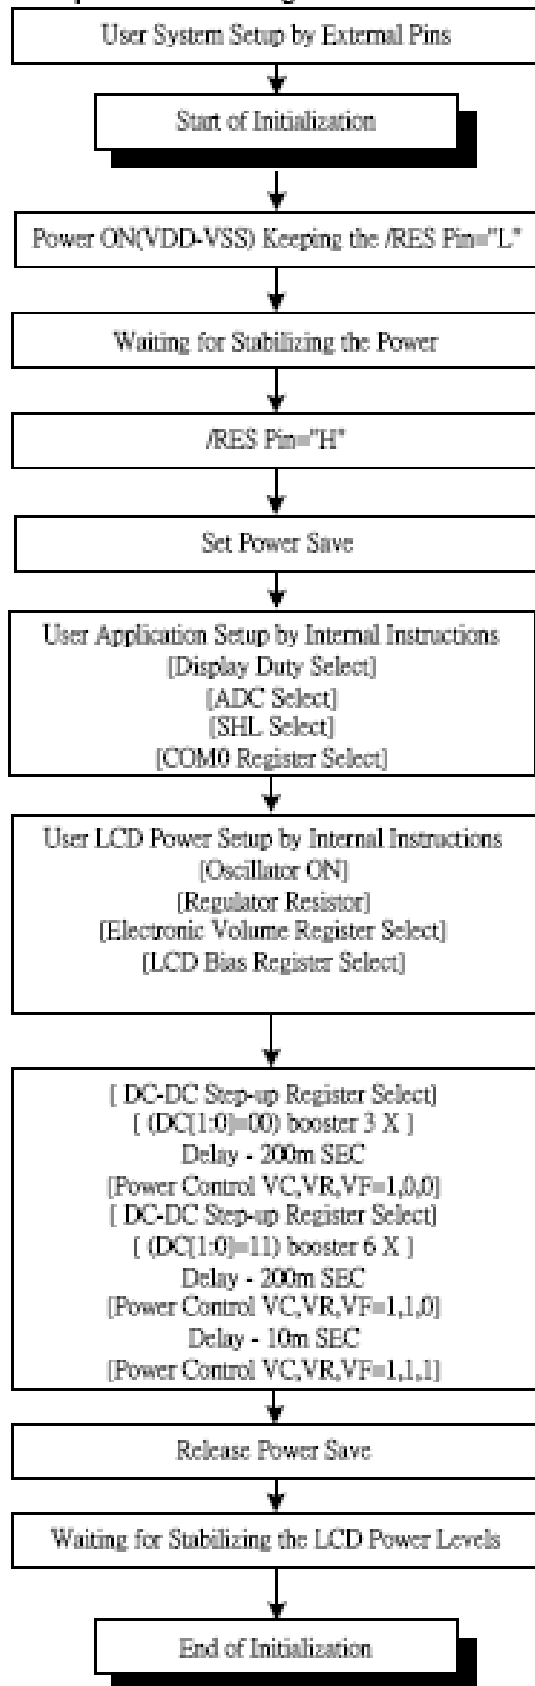 User System Setup by External Pins
Start of Initialization
Power ON(VDD-VSS) Keeping the /RES Pin="L"
Waiting for Stabilizing the Power
/RES Pin="H"
Set Power Save
User Application Setup by Internal Instructions
[Display Duty Select]
[ADC Select]
[SHL Select]
[COM0 Register Select]
User LCD Power Setup by Internal Instructions
[Oscillator ON]
[Regulator Resistor]
[Electronic Volume Register Select]
[LCD Bias Register Select]
[ DC-DC Step-up Register Select]
[ (DC[1:0]=00) booster 3 X ]
Delay - 200m SEC
[Power Control VC,VR,VF=1,0,0]
[ DC-DC Step-up Register Select]
[ (DC[1:0]=11) booster 6 X ]
Delay - 200m SEC
[Power Control VC,VR,VF=1,1,0]
Delay - 10m SEC
[Power Control VC,VR,VF=1,1,1]
Release Power Save
Waiting for Stabilizing the LCD Power Levels
End of Initialization